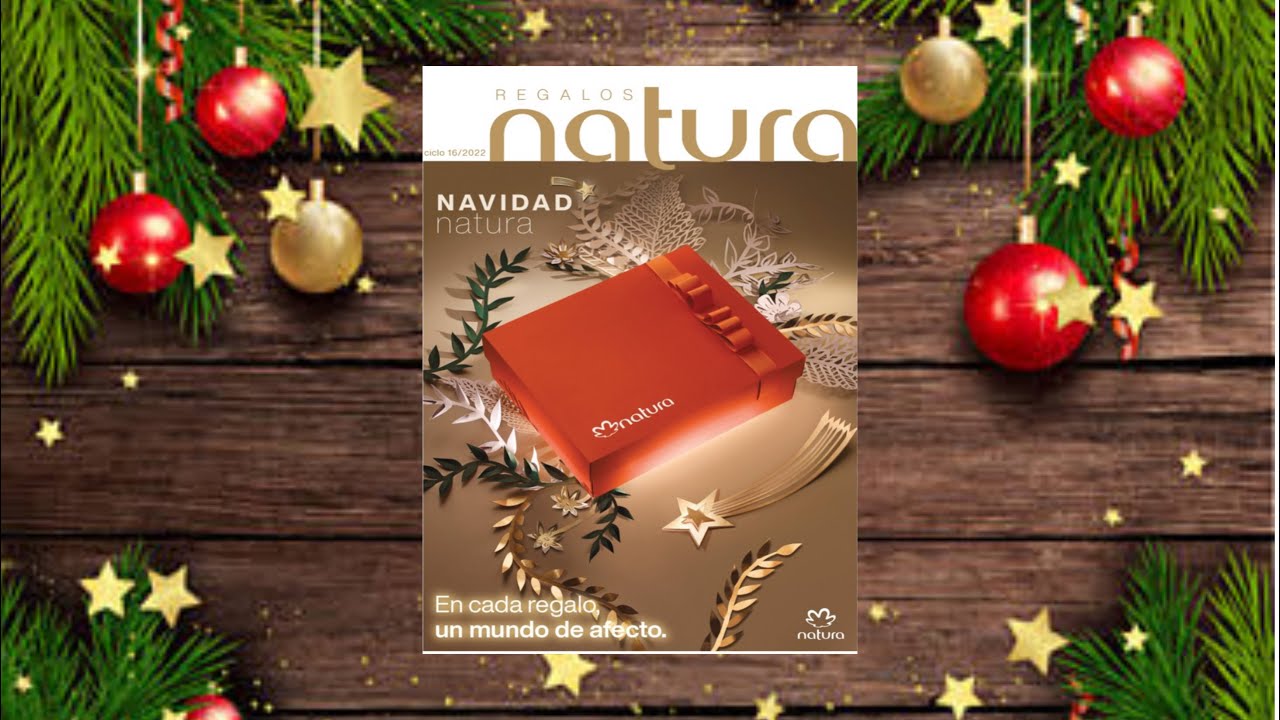 REGALOS
natura
ciclo 16/2022
NAVIDAD
natura
natura
En cada regalo,
un mundo de afecto.
natura